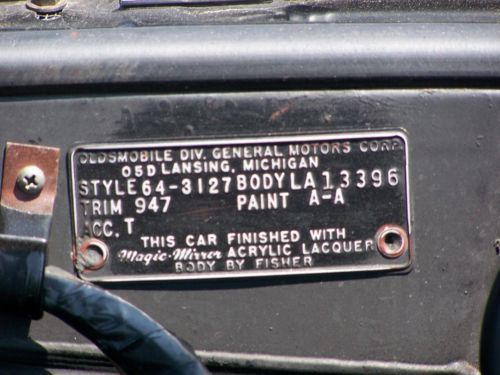 OLDSMOBILE DIV. GENERAL MOTORS CORP.
05D LANSING, MICHIGAN
STYLE 64-3127 BODY LA 13396
TRIM 947 PAINT A-A
ACC. T
THIS CAR FINISHED WITH
Magic-Mirror ACRYLIC LACQUER
BODY BY FISHER